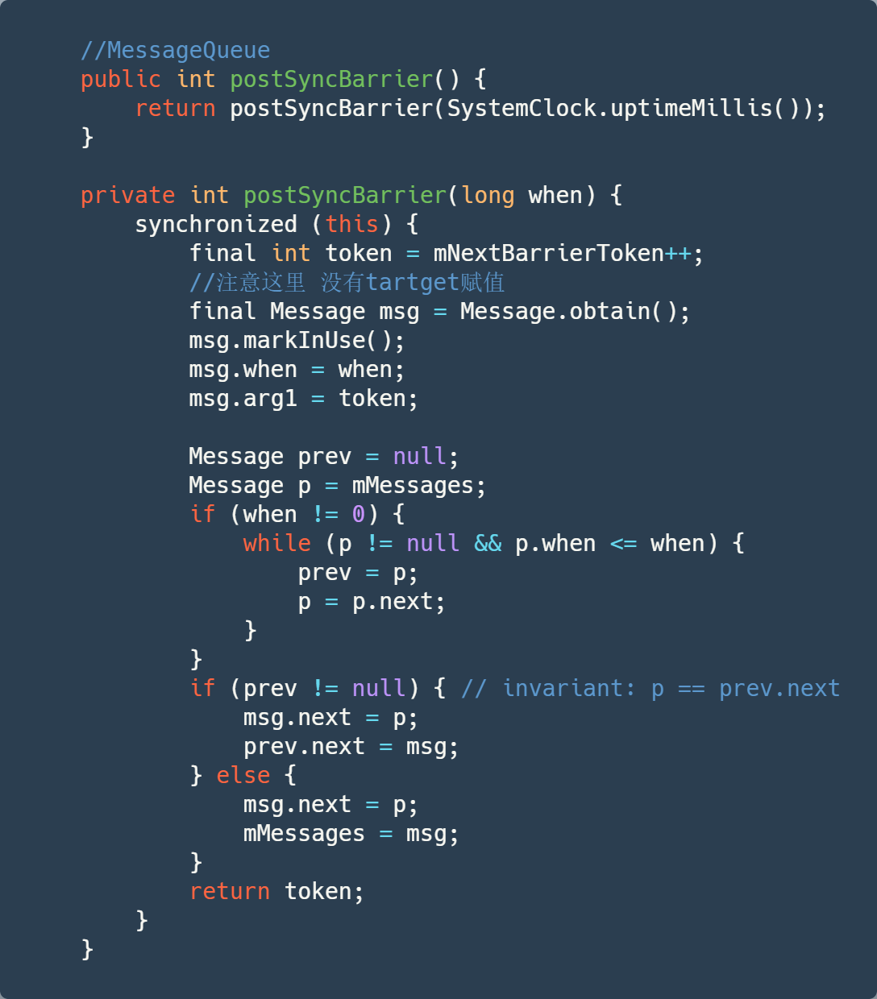 //MessageQueue
public int postSyncBarrier() {
    return postSyncBarrier(SystemClock.uptimeMillis());
}

private int postSyncBarrier(long when) {
    synchronized (this) {
        final int token = mNextBarrierToken++;
        //注意这里 没有tartget赋值
        final Message msg = Message.obtain();
        msg.markInUse();
        msg.when = when;
        msg.arg1 = token;

        Message prev = null;
        Message p = mMessages;
        if (when != 0) {
            while (p != null && p.when <= when) {
                prev = p;
                p = p.next;
            }
        }
        if (prev != null) { // invariant: p == prev.next
            msg.next = p;
            prev.next = msg;
        } else {
            msg.next = p;
            mMessages = msg;
        }
        return token;
    }
}